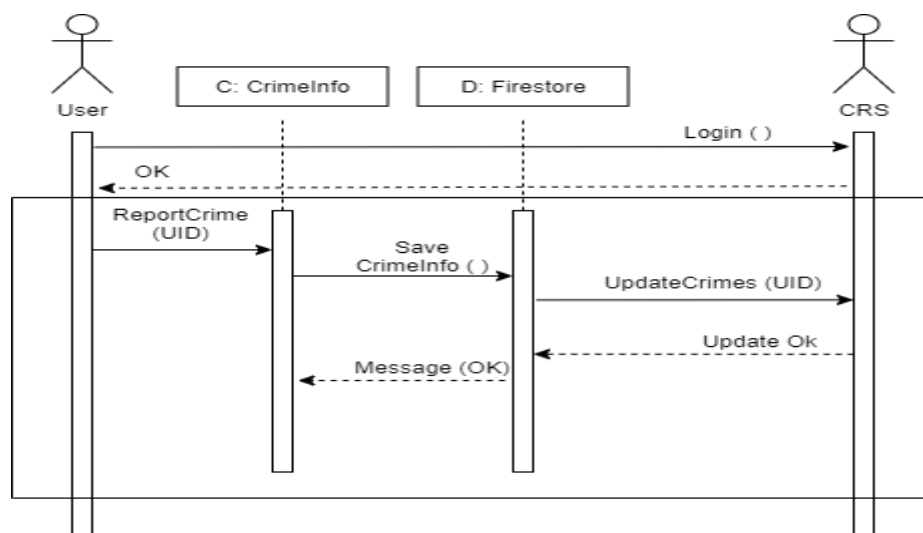 User
C: CrimeInfo
D: Firestore
CRS
Login ( )
OK
ReportCrime
(UID)
Save
CrimeInfo ( )
UpdateCrimes (UID)
Update Ok
Message (OK)